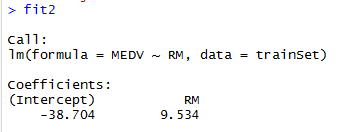 > fit2
Call:
lm(formula = MEDV ~ RM, data = trainSet)
Coefficients:
(Intercept)           RM
    -38.704        9.534